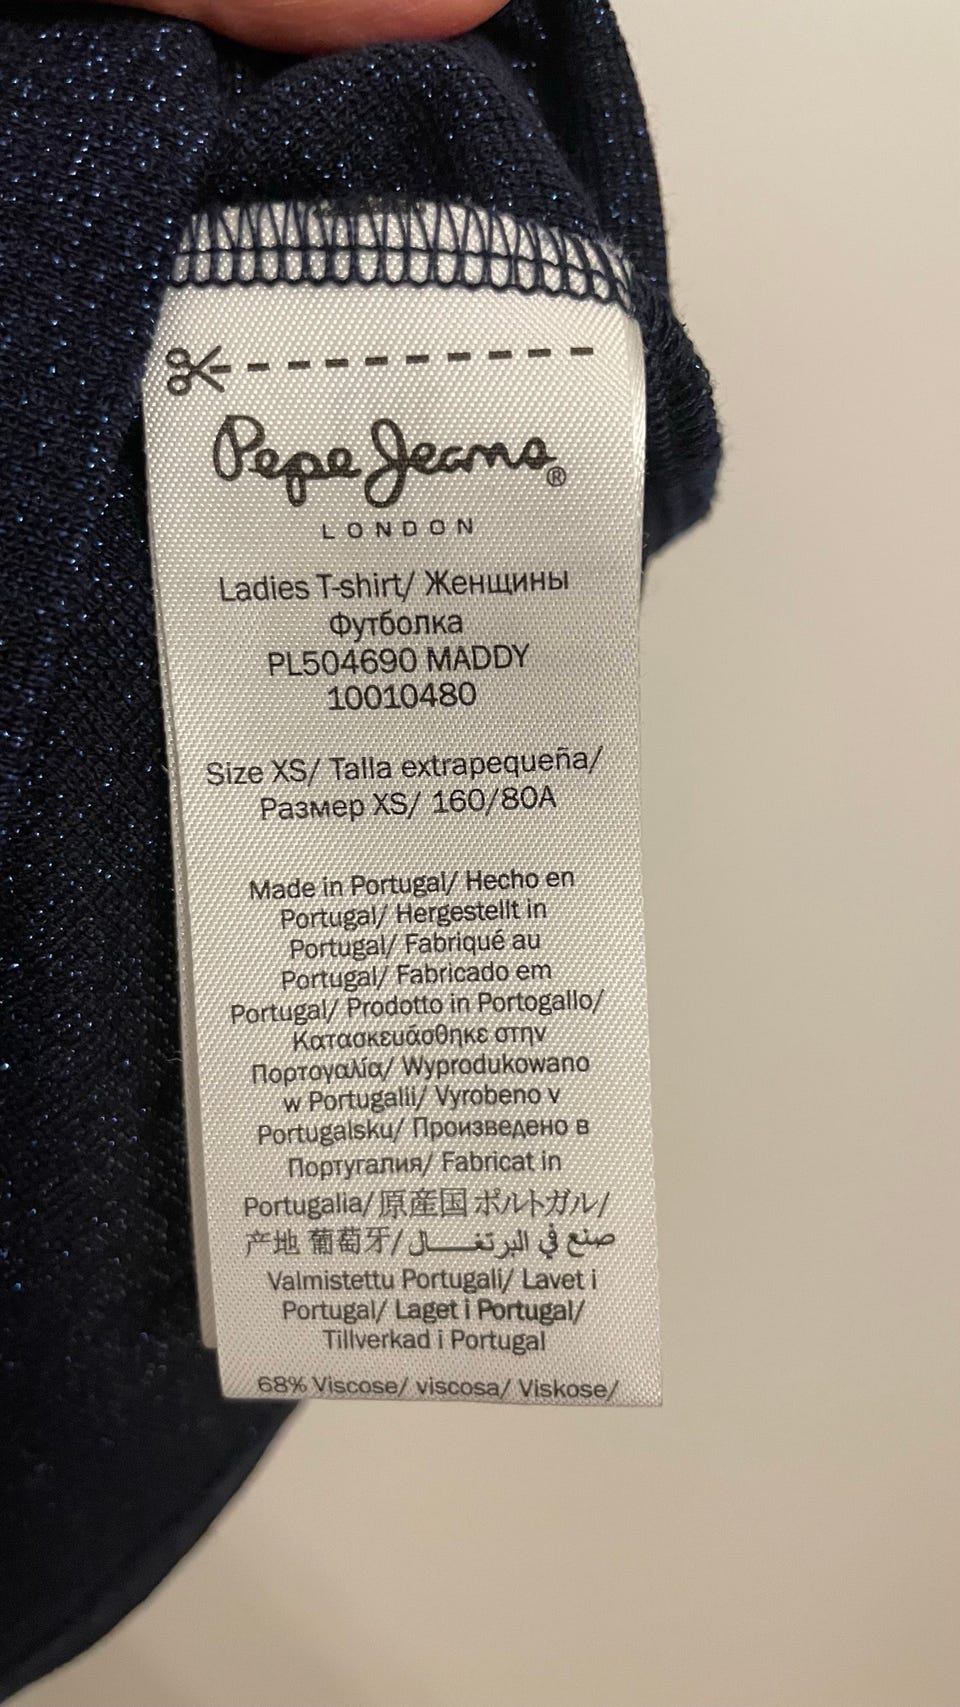 Pepe Jeans®
LONDON
Ladies T-shirt/ Женщины
Футболка
PL504690 MADDY
10010480
Size XS/ Talla extrapequeña/
Размер XS/ 160/80A
Made in Portugal/ Hecho en
Portugal/ Hergestellt in
Portugal/ Fabriqué au
Portugal/ Fabricado em
Portugal/ Prodotto in Portogallo/
Κατασκευάσθηκε στην
Πορτογαλία/ Wyprodukowano
w Portugalii/ Vyrobeno v
Portugalsku/ Произведено в
Португалия/ Fabricat in
Portugalia/ 原産国 ポルトガル/
产地 葡萄牙/ صنع في البرتغـــال
Valmistettu Portugali/ Lavet i
Portugal/ Laget i Portugal/
Tillverkad i Portugal
68% Viscose/ viscosa/ Viskose/